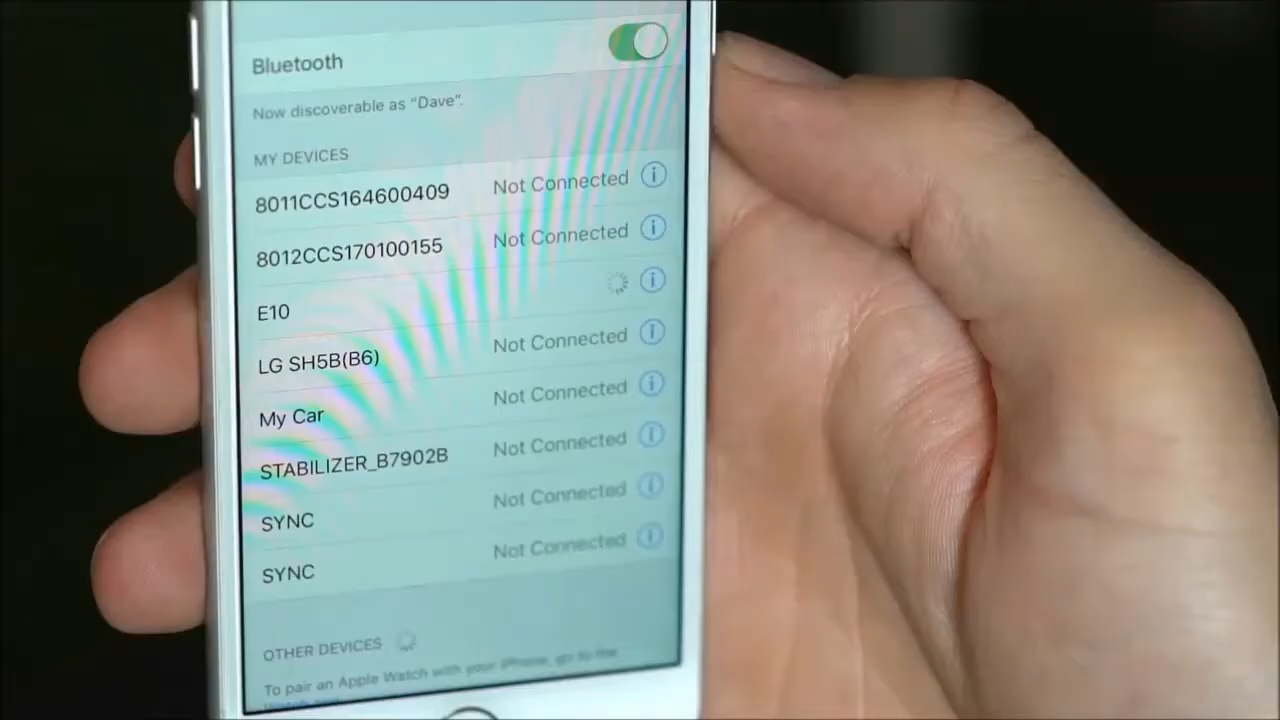 Bluetooth
Now discoverable as “Dave”.
MY DEVICES
8011CCS164600409 Not Connected
8012CCS170100155 Not Connected
E10
LG SH5B(B6) Not Connected
My Car Not Connected
STABILIZER_B7902B Not Connected
SYNC Not Connected
SYNC Not Connected
OTHER DEVICES
To pair an Apple Watch with your iPhone, go to the